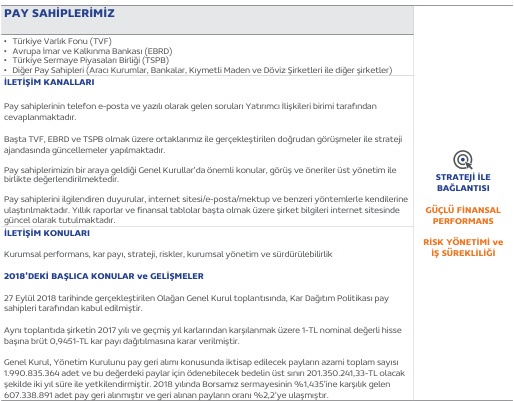 PAY SAHİPLERİMİZ
• Türkiye Varlık Fonu (TVF)
• Avrupa İmar ve Kalkınma Bankası (EBRD)
• Türkiye Sermaye Piyasaları Birliği (TSPB)
• Diğer Pay Sahipleri (Aracı Kurumlar, Bankalar, Kıymetli Maden ve Döviz Şirketleri ile diğer şirketler)
İLETİŞİM KANALLARI
Pay sahiplerinin telefon e-posta ve yazılı olarak gelen soruları Yatırımcı İlişkileri birimi tarafından
cevaplanmaktadır.
Başta TVF, EBRD ve TSPB olmak üzere ortaklarımız ile gerçekleştirilen doğrudan görüşmeler ile strateji
ajandasında güncellemeler yapılmaktadır.
Pay sahiplerimizin bir araya geldiği Genel Kurullar'da önemli konular, görüş ve öneriler üst yönetim ile
birlikte değerlendirilmektedir.
Pay sahiplerini ilgilendiren duyurular, internet sitesi/e-posta/mektup ve benzeri yöntemlerle kendilerine
ulaştırılmaktadır. Yıllık raporlar ve finansal tablolar başta olmak üzere şirket bilgileri internet sitesinde
güncel olarak tutulmaktadır.
İLETİŞİM KONULARI
Kurumsal performans, kar payı, strateji, riskler, kurumsal yönetim ve sürdürülebilirlik
2018'DEKİ BAŞLICA KONULAR ve GELİŞMELER
27 Eylül 2018 tarihinde gerçekleştirilen Olağan Genel Kurul toplantısında, Kar Dağıtım Politikası pay
sahipleri tarafından kabul edilmiştir.
Aynı toplantıda şirketin 2017 yılı ve geçmiş yıl karlarından karşılanmak üzere 1-TL nominal değerli hisse
başına brüt 0,9451-TL kar payı dağıtılmasına karar verilmiştir.
Genel Kurul, Yönetim Kurulunu pay geri alımı konusunda iktisap edilecek payların azami toplam sayısı
1.990.835.364 adet ve bu değerdeki paylar için ödenebilecek bedelin üst sınırı 201.350.241,33-TL olacak
şekilde iki yıl süre ile yetkilendirmiştir. 2018 yılında Borsamız sermayesinin %1,435'ine karşılık gelen
607.338.891 adet pay geri alınmıştır ve geri alınan payların oranı %2,2'ye ulaşmıştır.
STRATEJİ İLE
BAĞLANTISI
GÜÇLÜ FİNANSAL
PERFORMANS
RİSK YÖNETİMİ ve
İŞ SÜREKLİLİĞİ